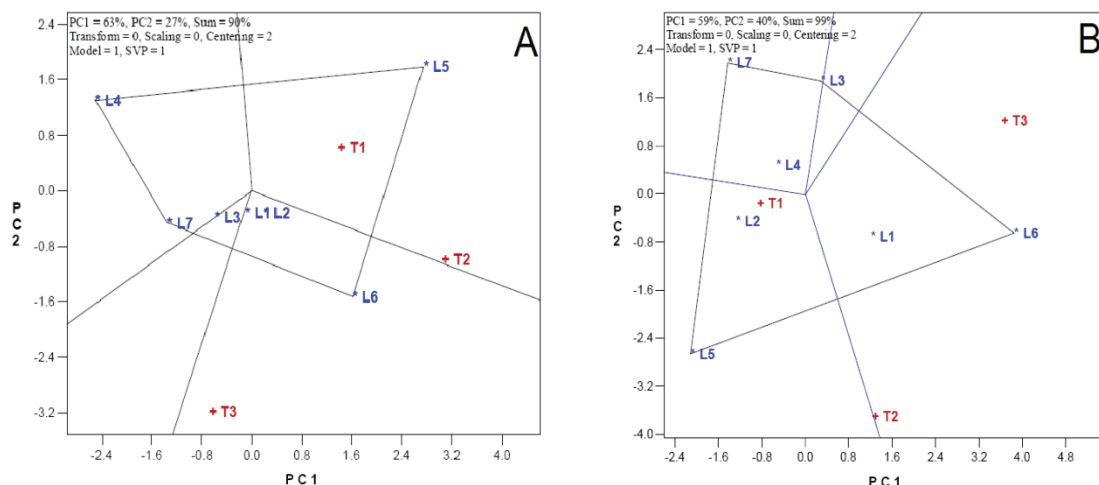 PC1 = 63%, PC2 = 27%, Sum = 90%
Transform = 0, Scaling = 0, Centering = 2
Model = 1, SVP = 1
A
2.4
1.6
0.8
0.0
-0.8
-1.6
-2.4
-3.2
P
C
2
* L5
* L4
+ T1
* L3
* L1 L2
* L7
+ T2
* L6
+ T3
-2.4 -1.6 -0.8 0.0 0.8 1.6 2.4 3.2 4.0
P C 1
PC1 = 59%, PC2 = 40%, Sum = 99%
Transform = 0, Scaling = 0, Centering = 2
Model = 1, SVP = 1
B
2.4
1.6
0.8
0.0
-0.8
-1.6
-2.4
-3.2
-4.0
P
C
2
* L7
* L3
+ T3
* L4
+ T1
* L2
* L1
* L6
* L5
+ T2
-2.4 -1.6 -0.8 0.0 0.8 1.6 2.4 3.2 4.0 4.8
P C 1